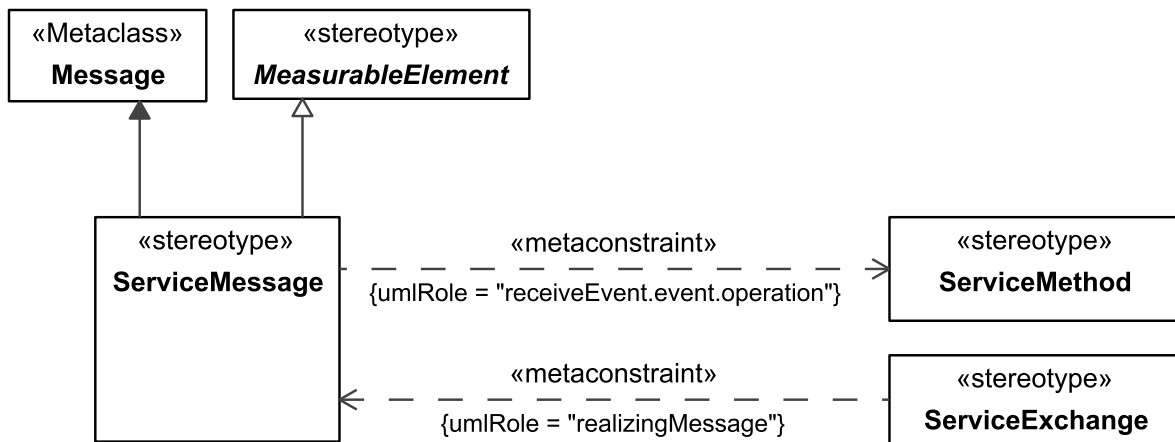 «Metaclass»
Message
«stereotype»
MeasurableElement
«stereotype»
ServiceMessage
«metaconstraint»
{umlRole = "receiveEvent.event.operation"}
«stereotype»
ServiceMethod
«metaconstraint»
{umlRole = "realizingMessage"}
«stereotype»
ServiceExchange